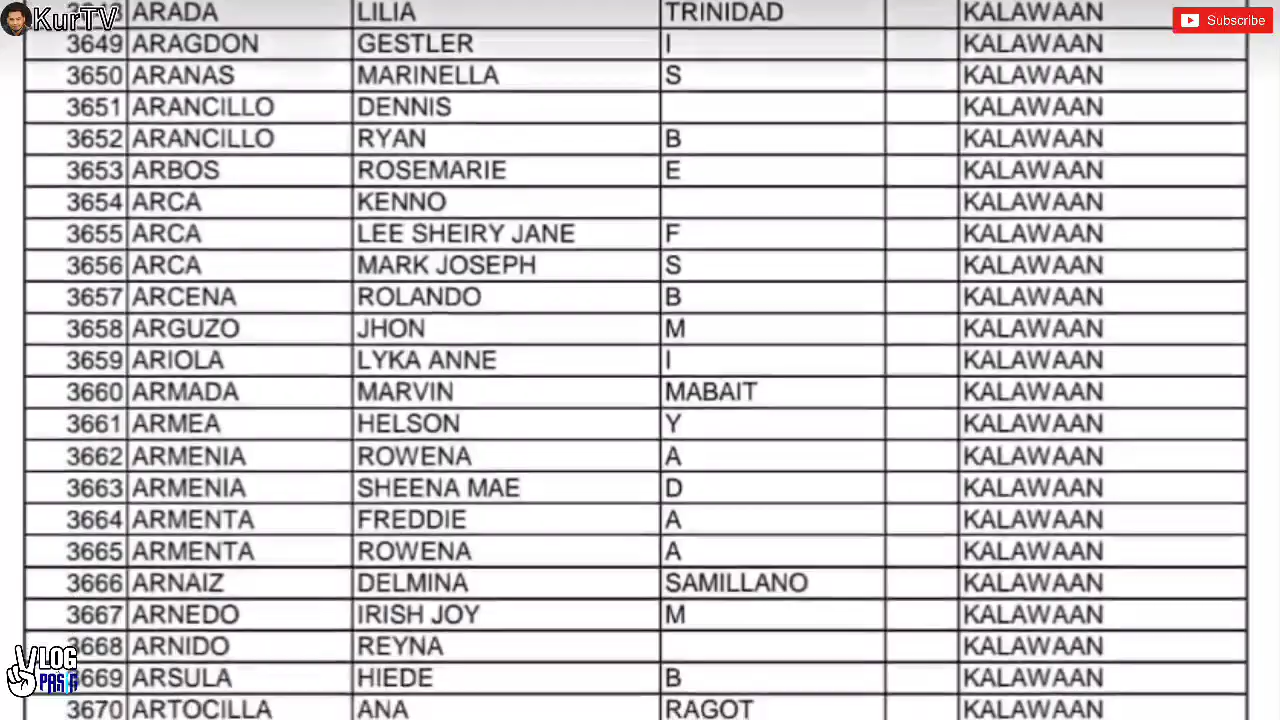 KurTV
Subscribe
ARADA LILIA TRINIDAD KALAWAAN
3649 ARAGDON GESTLER I KALAWAAN
3650 ARANAS MARINELLA S KALAWAAN
3651 ARANCILLO DENNIS KALAWAAN
3652 ARANCILLO RYAN B KALAWAAN
3653 ARBOS ROSEMARIE E KALAWAAN
3654 ARCA KENNO KALAWAAN
3655 ARCA LEE SHEIRY JANE F KALAWAAN
3656 ARCA MARK JOSEPH S KALAWAAN
3657 ARCENA ROLANDO B KALAWAAN
3658 ARGUZO JHON M KALAWAAN
3659 ARIOLA LYKA ANNE I KALAWAAN
3660 ARMADA MARVIN MABAIT KALAWAAN
3661 ARMEA HELSON Y KALAWAAN
3662 ARMENIA ROWENA A KALAWAAN
3663 ARMENIA SHEENA MAE D KALAWAAN
3664 ARMENTA FREDDIE A KALAWAAN
3665 ARMENTA ROWENA A KALAWAAN
3666 ARNAIZ DELMINA SAMILLANO KALAWAAN
3667 ARNEDO IRISH JOY M KALAWAAN
3668 ARNIDO REYNA KALAWAAN
3669 ARSULA HIEDE B KALAWAAN
3670 ARTOCILLA ANA RAGOT KALAWAAN
VLOG